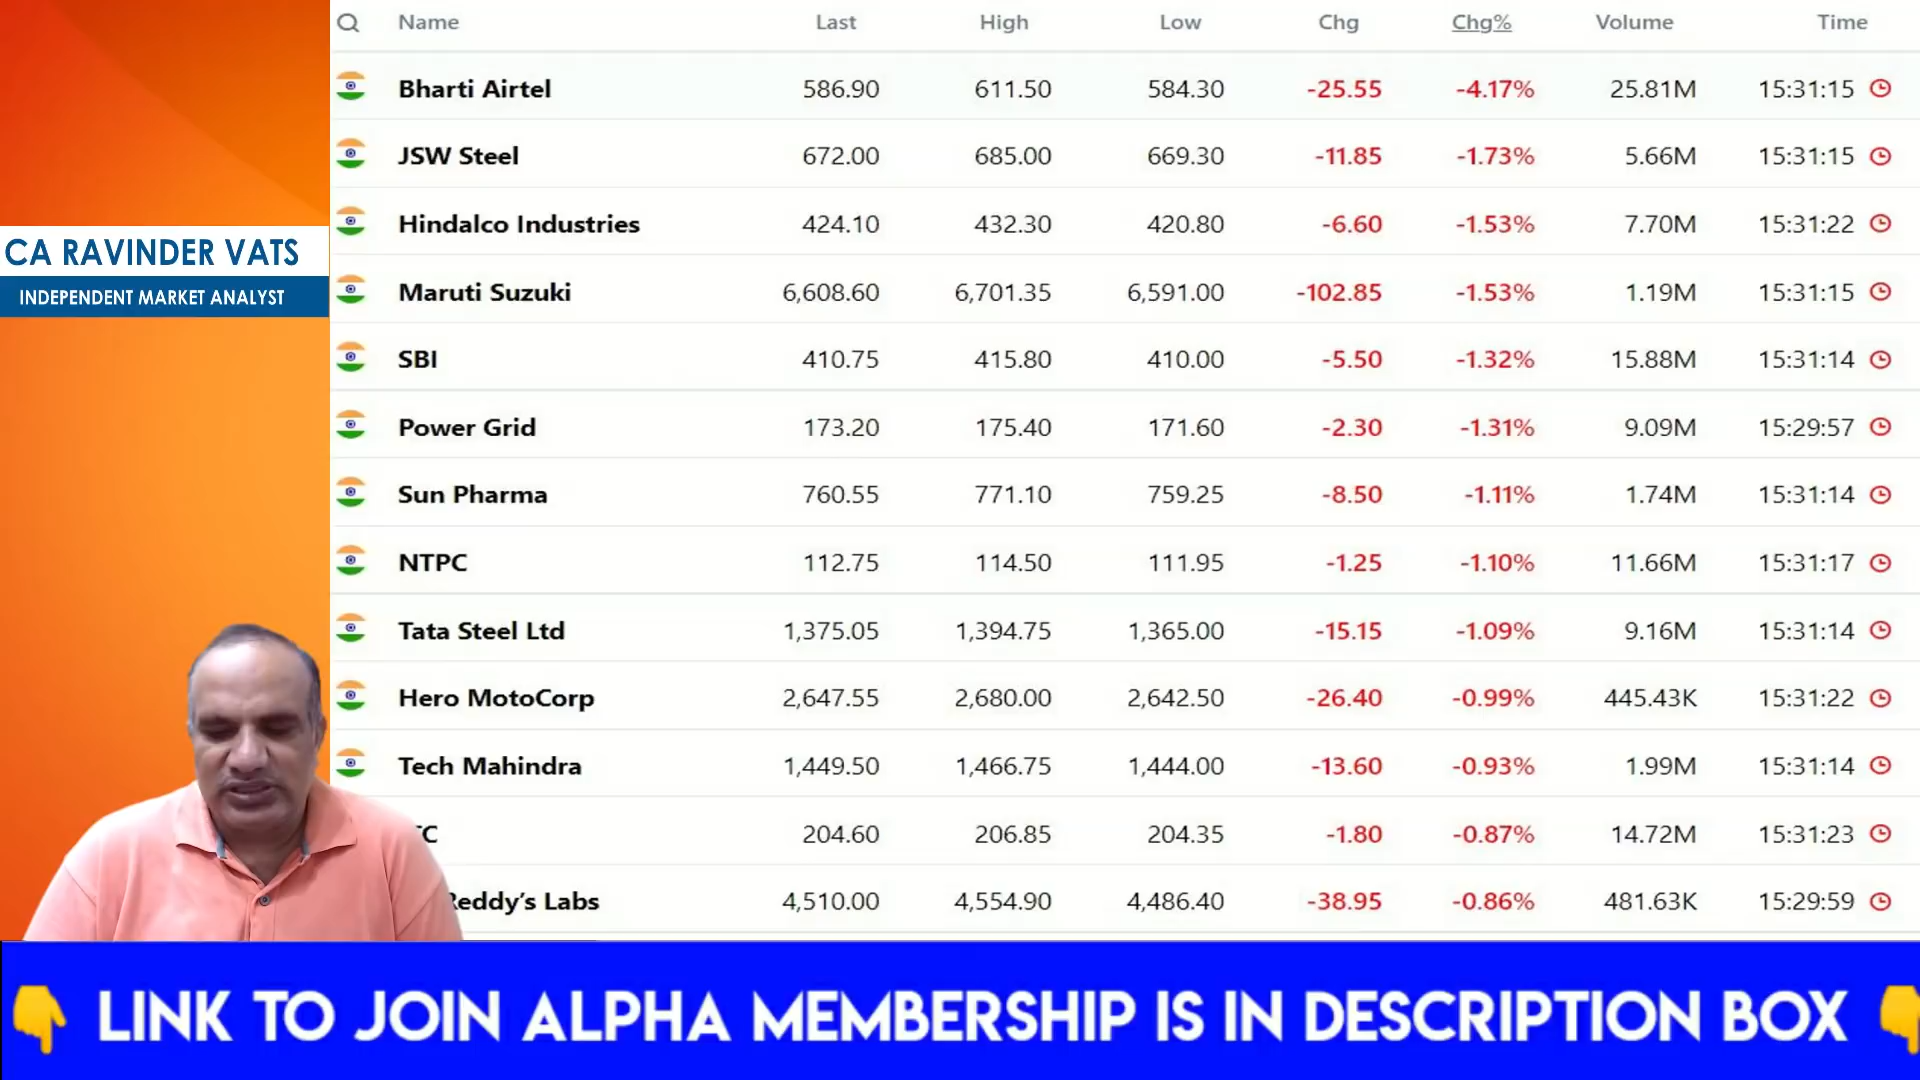 Name Last High Low Chg Chg% Volume Time
Bharti Airtel 586.90 611.50 584.30 -25.55 -4.17% 25.81M 15:31:15
JSW Steel 672.00 685.00 669.30 -11.85 -1.73% 5.66M 15:31:15
Hindalco Industries 424.10 432.30 420.80 -6.60 -1.53% 7.70M 15:31:22
CA RAVINDER VATS
INDEPENDENT MARKET ANALYST
Maruti Suzuki 6,608.60 6,701.35 6,591.00 -102.85 -1.53% 1.19M 15:31:15
SBI 410.75 415.80 410.00 -5.50 -1.32% 15.88M 15:31:14
Power Grid 173.20 175.40 171.60 -2.30 -1.31% 9.09M 15:29:57
Sun Pharma 760.55 771.10 759.25 -8.50 -1.11% 1.74M 15:31:14
NTPC 112.75 114.50 111.95 -1.25 -1.10% 11.66M 15:31:17
Tata Steel Ltd 1,375.05 1,394.75 1,365.00 -15.15 -1.09% 9.16M 15:31:14
Hero MotoCorp 2,647.55 2,680.00 2,642.50 -26.40 -0.99% 445.43K 15:31:22
Tech Mahindra 1,449.50 1,466.75 1,444.00 -13.60 -0.93% 1.99M 15:31:14
204.60 206.85 204.35 -1.80 -0.87% 14.72M 15:31:23
Reddy's Labs 4,510.00 4,554.90 4,486.40 -38.95 -0.86% 481.63K 15:29:59
LINK TO JOIN ALPHA MEMBERSHIP IS IN DESCRIPTION BOX